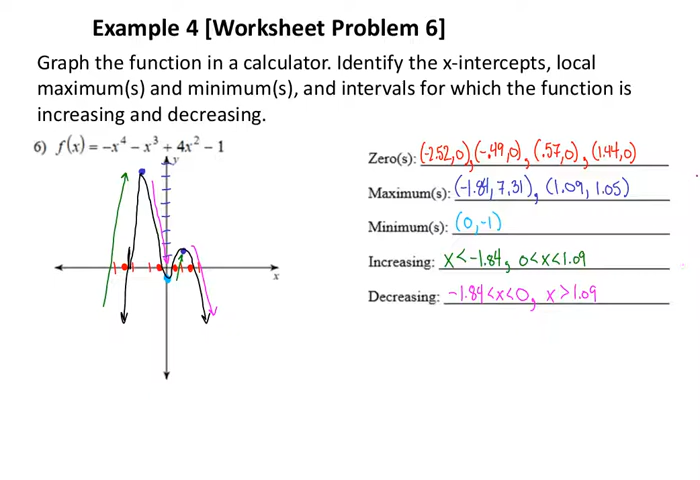 Example 4 [Worksheet Problem 6]
Graph the function in a calculator. Identify the x-intercepts, local
maximum(s) and minimum(s), and intervals for which the function is
increasing and decreasing.
6) f(x) = −x⁴ − x³ + 4x² − 1
y
x
Zero(s): (-2.52,0), (-.49,0), (.57,0), (1.44,0)
Maximum(s): (-1.84, 7.31), (1.09, 1.05)
Minimum(s): (0,-1)
Increasing: x<-1.84, 0<x<1.09
Decreasing: -1.84<x<0, x>1.09